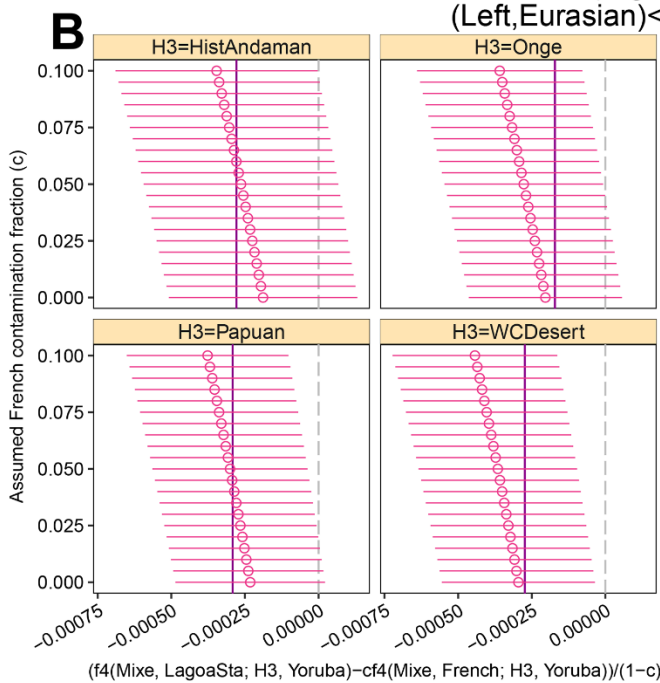 (Left,Eurasian)<
B
H3=HistAndaman
H3=Onge
0.100
0.075
0.050
0.025
0.000
H3=Papuan
H3=WCDesert
0.100
0.075
0.050
0.025
0.000
Assumed French contamination fraction (c)
−0.00075
−0.00050
−0.00025
0.00000
−0.00075
−0.00050
−0.00025
0.00000
(f4(Mixe, LagoaSta; H3, Yoruba)−cf4(Mixe, French; H3, Yoruba))/(1−c)